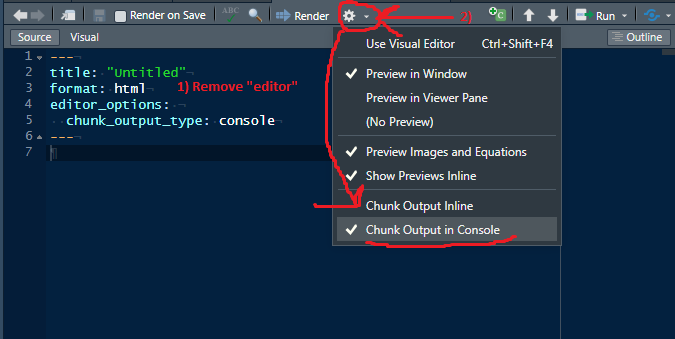 Render on Save ABC Render 2) C Run
Source Visual Outline
1 ---
2 title: "Untitled"
3 format: html 1) Remove "editor"
4 editor_options:
5 chunk_output_type: console
6 ---
7
Use Visual Editor Ctrl+Shift+F4
Preview in Window
Preview in Viewer Pane
(No Preview)
Preview Images and Equations
Show Previews Inline
Chunk Output Inline
Chunk Output in Console